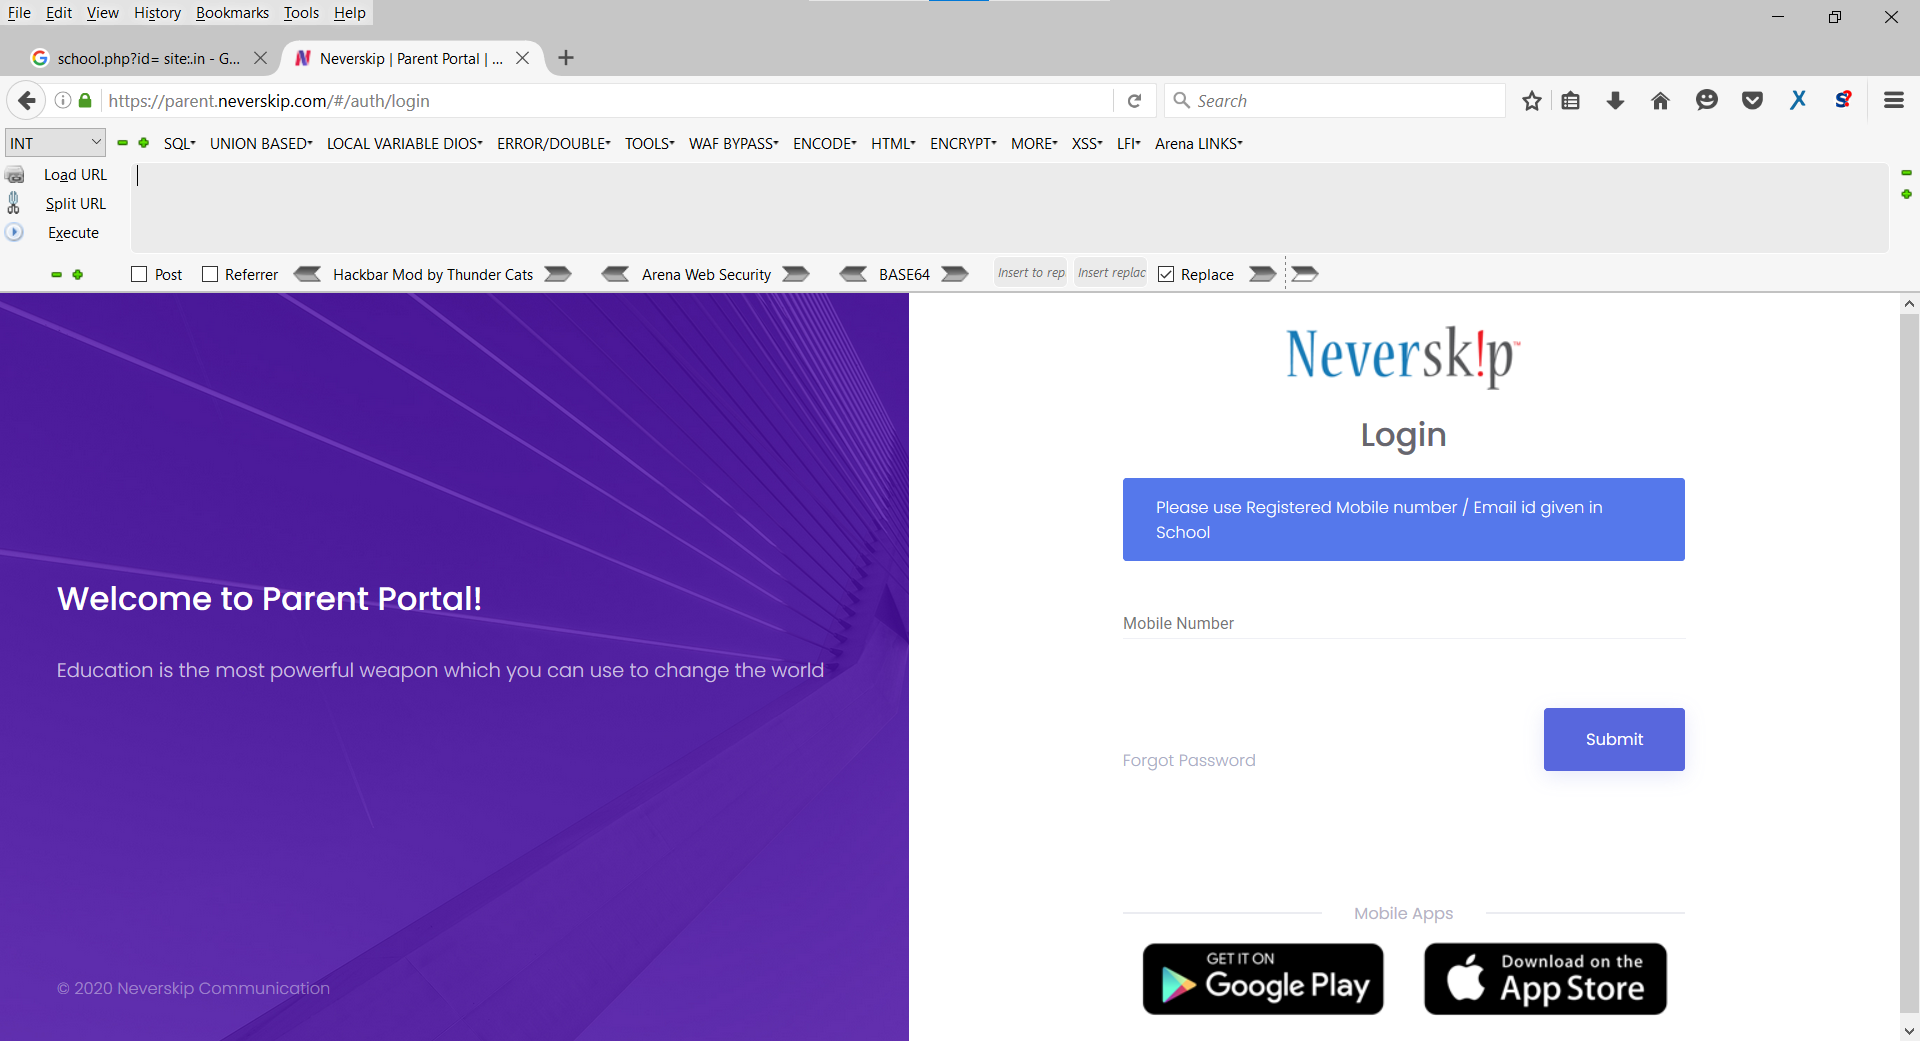 File Edit View History Bookmarks Tools Help
school.php?id= site:.in - G... Neverskip | Parent Portal | ...
https://parent.neverskip.com/#/auth/login Search
INT SQL UNION BASED LOCAL VARIABLE DIOS ERROR/DOUBLE TOOLS WAF BYPASS ENCODE HTML ENCRYPT MORE XSS LFI Arena LINKS
Load URL
Split URL
Execute
Post Referrer Hackbar Mod by Thunder Cats Arena Web Security BASE64 Insert to rep Insert replac Replace
Neversk!p™
Login
Please use Registered Mobile number / Email id given in
School
Welcome to Parent Portal!
Mobile Number
Education is the most powerful weapon which you can use to change the world
Submit
Forgot Password
Mobile Apps
GET IT ON
Google Play
Download on the
App Store
© 2020 Neverskip Communication